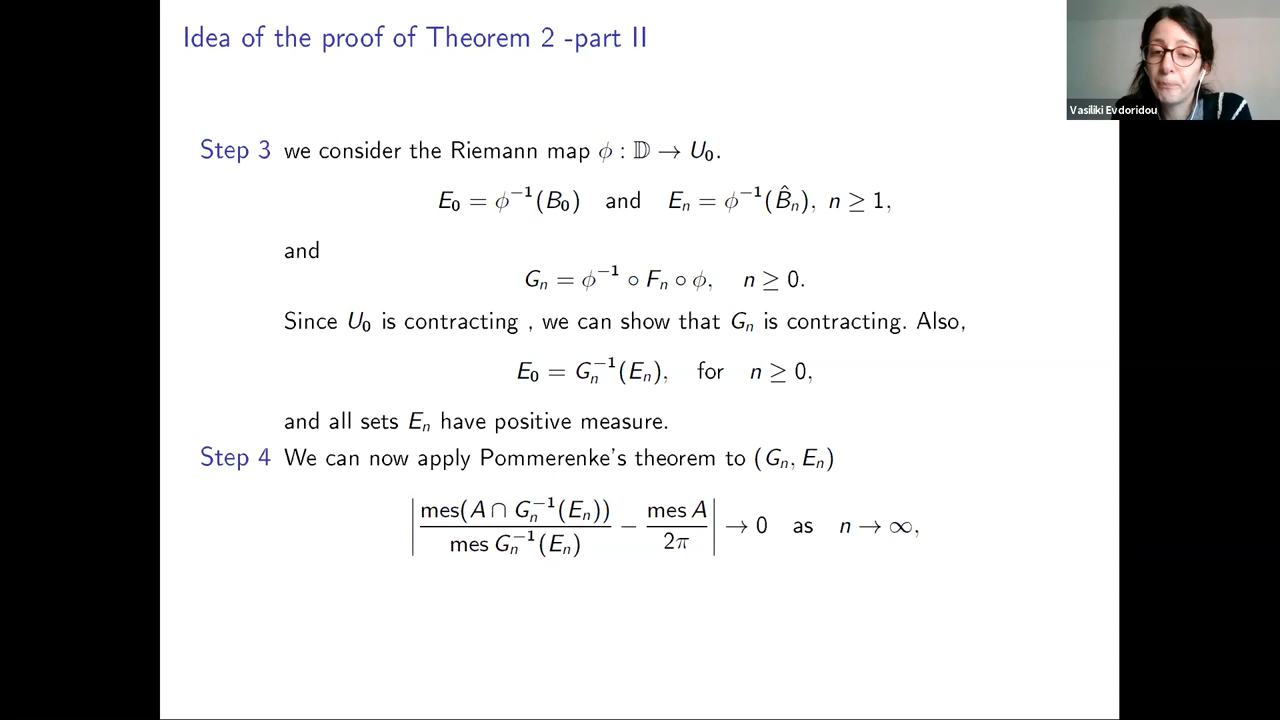 Idea of the proof of Theorem 2 -part II
Vasiliki Evdoridou
Step 3 we consider the Riemann map ϕ : 𝔻 → U₀.
E₀ = ϕ⁻¹(B₀) and Eₙ = ϕ⁻¹(B̂ₙ), n ≥ 1,
and
Gₙ = ϕ⁻¹ ∘ Fₙ ∘ ϕ, n ≥ 0.
Since U₀ is contracting , we can show that Gₙ is contracting. Also,
E₀ = Gₙ⁻¹(Eₙ), for n ≥ 0,
and all sets Eₙ have positive measure.
Step 4 We can now apply Pommerenke's theorem to (Gₙ, Eₙ)
| mes(A ∩ Gₙ⁻¹(Eₙ)) / mes Gₙ⁻¹(Eₙ) − mes A / 2π | → 0 as n → ∞,